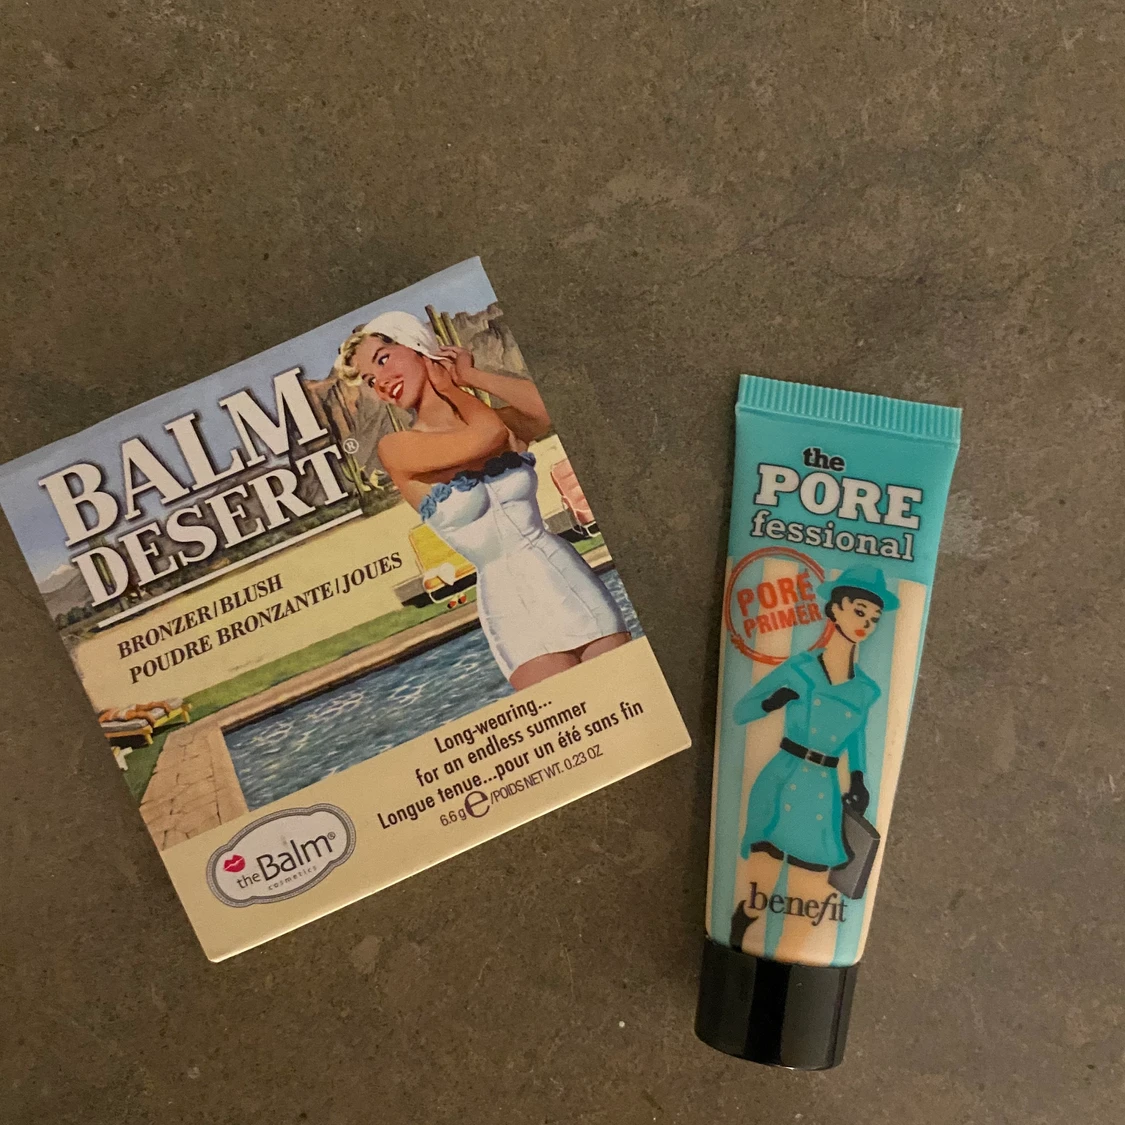 BALM
DESERT®
BRONZER/BLUSH
POUDRE BRONZANTE/JOUES
Long-wearing...
for an endless summer
Longue tenue...pour un été sans fin
6.6 g e/POIDS NET WT. 0.23 OZ
theBalm®
cosmetics
the
PORE
fessional
PORE
PRIMER
benefit